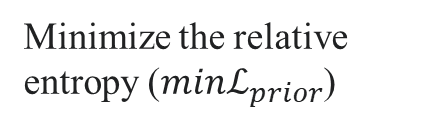 Minimize the relative
entropy (minℒ_prior)